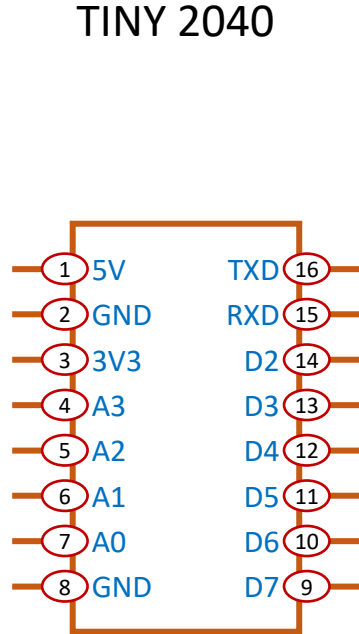 TINY 2040
1 5V TXD 16
2 GND RXD 15
3 3V3 D2 14
4 A3 D3 13
5 A2 D4 12
6 A1 D5 11
7 A0 D6 10
8 GND D7 9